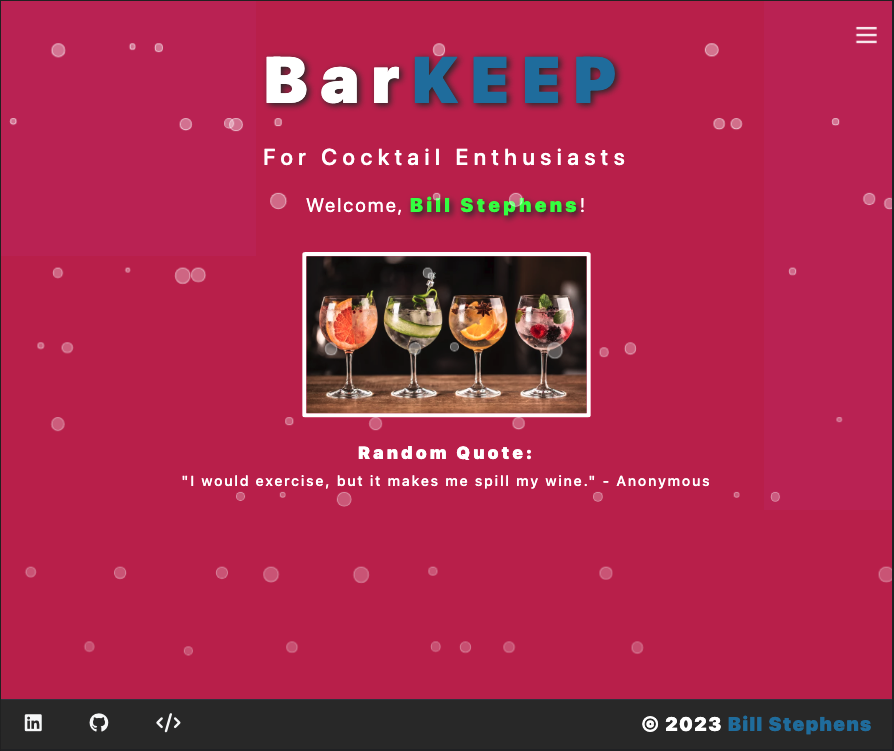 BarKEEP
For Cocktail Enthusiasts
Welcome, Bill Stephens!
Random Quote:
"I would exercise, but it makes me spill my wine." - Anonymous
© 2023 Bill Stephens